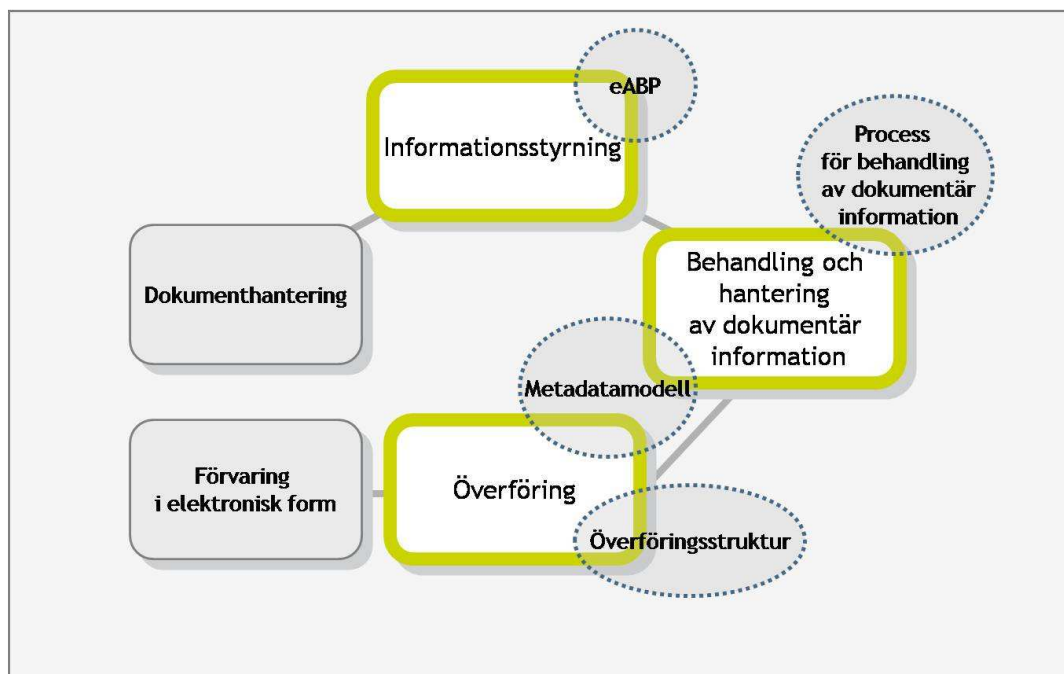 eABP
Informationsstyrning
Process
för behandling
av dokumentär
information
Dokumenthantering
Behandling och
hantering
av dokumentär
information
Metadatamodell
Förvaring
i elektronisk form
Överföring
Överföringsstruktur